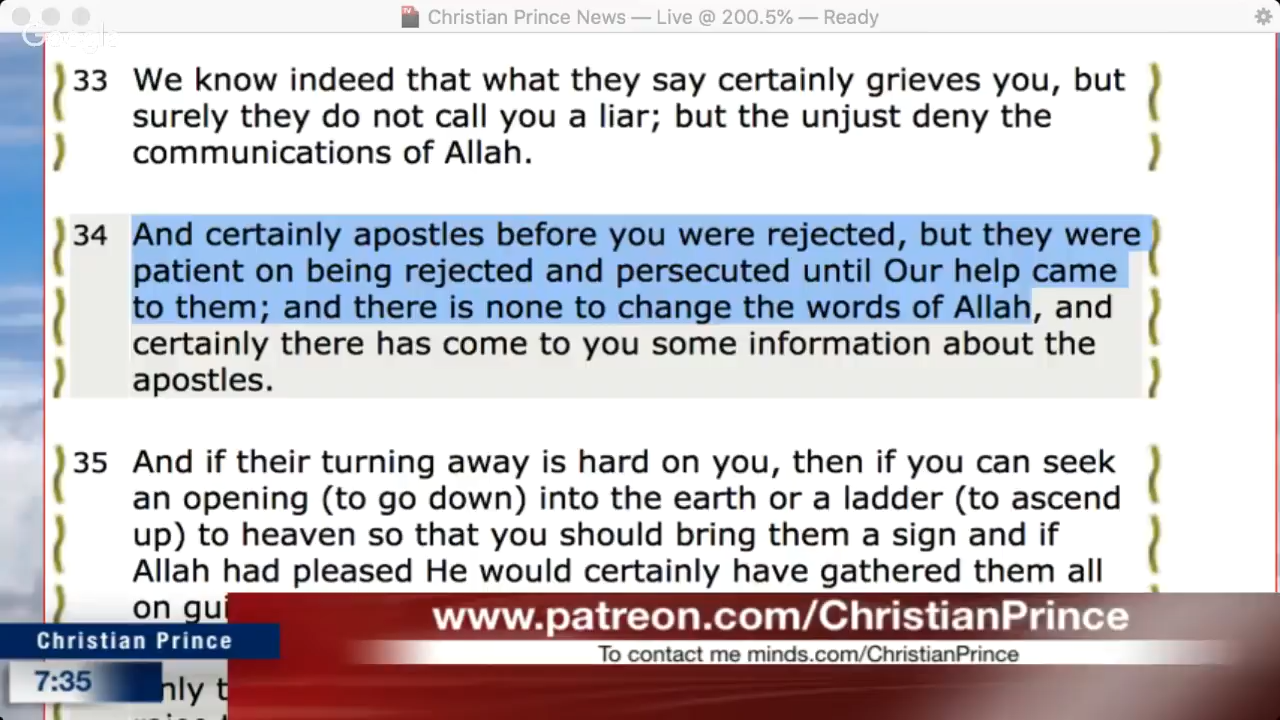 Christian Prince News — Live @ 200.5% — Ready
Google
33 We know indeed that what they say certainly grieves you, but
surely they do not call you a liar; but the unjust deny the
communications of Allah.
34 And certainly apostles before you were rejected, but they were
patient on being rejected and persecuted until Our help came
to them; and there is none to change the words of Allah, and
certainly there has come to you some information about the
apostles.
35 And if their turning away is hard on you, then if you can seek
an opening (to go down) into the earth or a ladder (to ascend
up) to heaven so that you should bring them a sign and if
Allah had pleased He would certainly have gathered them all
on gui
www.patreon.com/ChristianPrince
Christian Prince
To contact me minds.com/ChristianPrince
7:35
nly t